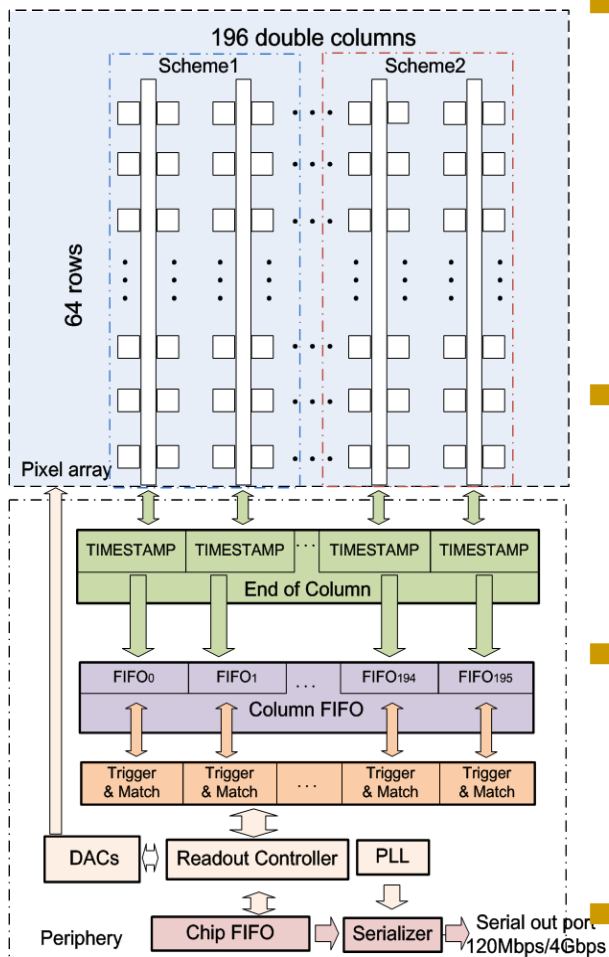 196 double columns
Scheme1
Scheme2
64 rows
Pixel array
TIMESTAMP TIMESTAMP ... TIMESTAMP TIMESTAMP
End of Column
FIFO0 FIFO1 ... FIFO194 FIFO195
Column FIFO
Trigger & Match
Trigger & Match
...
Trigger & Match
Trigger & Match
DACs
Readout Controller
PLL
Periphery
Chip FIFO
Serializer
Serial out port
120Mbps/4Gbps